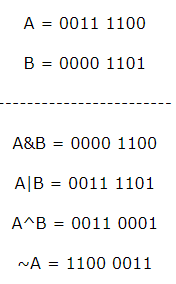 A = 0011 1100
B = 0000 1101
-----------------------
A&B = 0000 1100
A|B = 0011 1101
A^B = 0011 0001
~A = 1100 0011